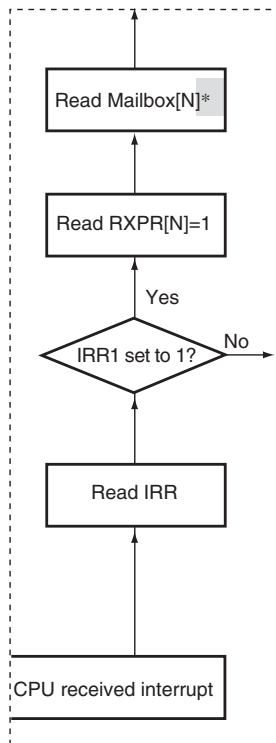 Read Mailbox[N]*
Read RXPR[N]=1
Yes
IRR1 set to 1?
No
Read IRR
CPU received interrupt